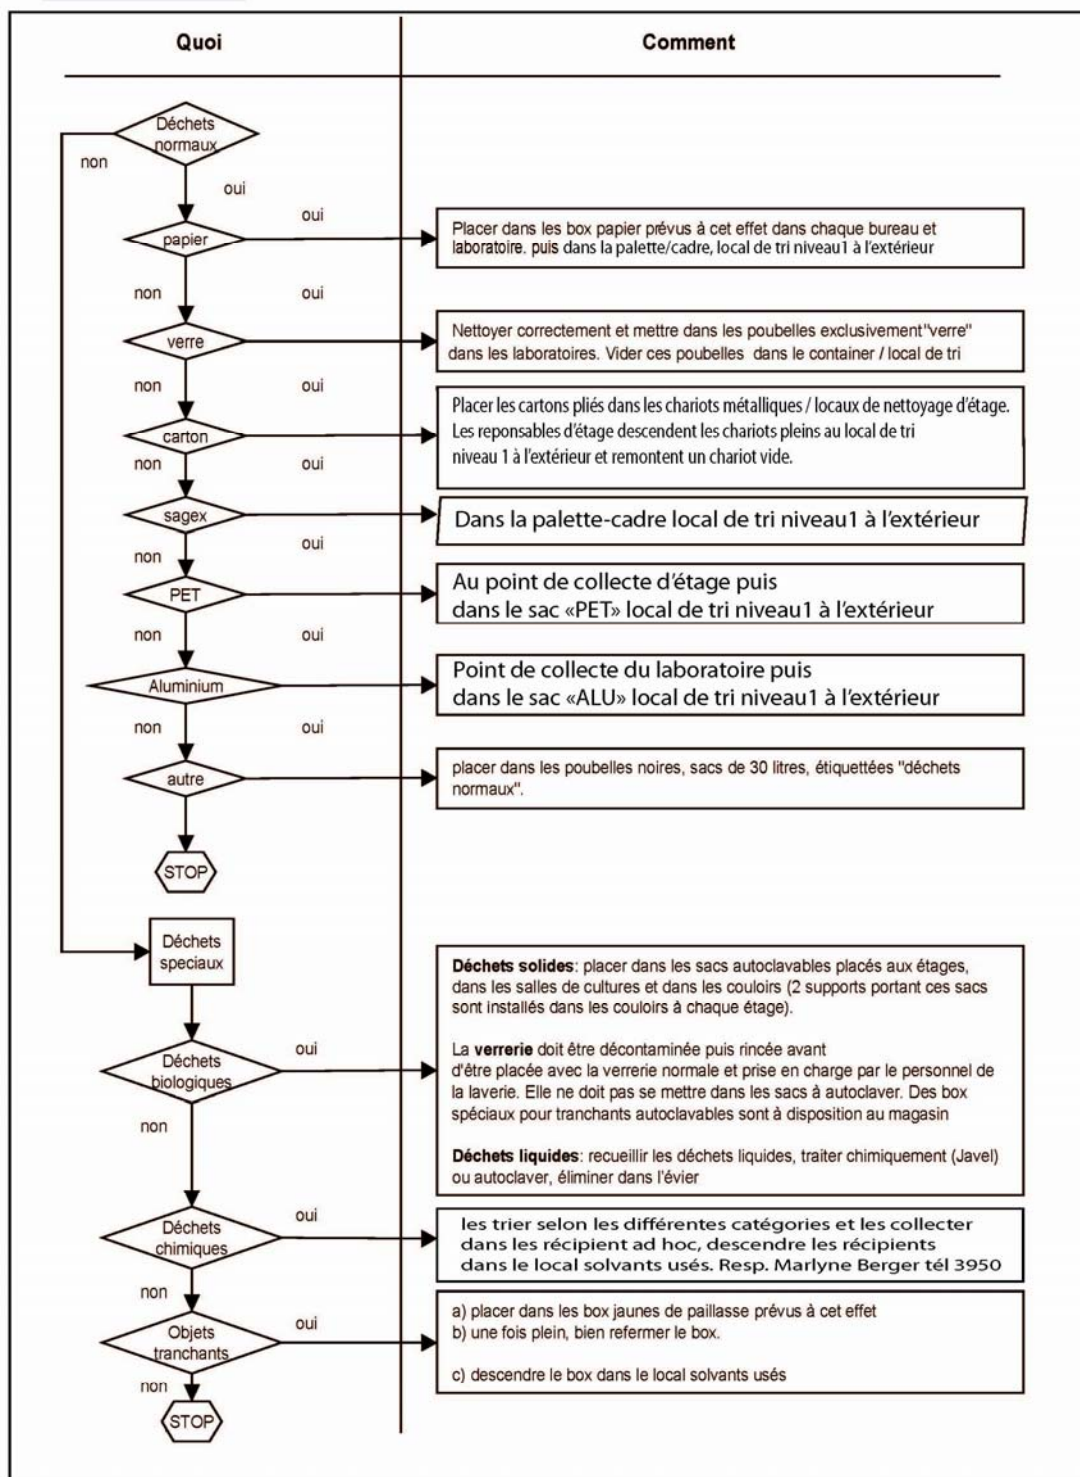 Quoi
Comment
Déchets
normaux
non
oui
oui
papier
Placer dans les box papier prévus à cet effet dans chaque bureau et
laboratoire. puis dans la palette/cadre, local de tri niveau1 à l'extérieur
non
oui
verre
Nettoyer correctement et mettre dans les poubelles exclusivement"verre"
dans les laboratoires. Vider ces poubelles dans le container / local de tri
non
oui
carton
Placer les cartons pliés dans les chariots métalliques / locaux de nettoyage d'étage.
Les reponsables d'étage descendent les chariots pleins au local de tri
niveau 1 à l'extérieur et remontent un chariot vide.
non
oui
sagex
Dans la palette-cadre local de tri niveau1 à l'extérieur
non
oui
PET
Au point de collecte d'étage puis
dans le sac «PET» local de tri niveau1 à l'extérieur
non
oui
Aluminium
Point de collecte du laboratoire puis
dans le sac «ALU» local de tri niveau1 à l'extérieur
non
oui
autre
placer dans les poubelles noires, sacs de 30 litres, étiquettées "déchets
normaux".
STOP
Déchets
speciaux
Déchets solides: placer dans les sacs autoclavables placés aux étages,
dans les salles de cultures et dans les couloirs (2 supports portant ces sacs
sont installés dans les couloirs à chaque étage).
La verrerie doit être décontaminée puis rincée avant
d'être placée avec la verrerie normale et prise en charge par le personnel de
la laverie. Elle ne doit pas se mettre dans les sacs à autoclaver. Des box
spéciaux pour tranchants autoclavables sont à disposition au magasin
Déchets liquides: recueillir les déchets liquides, traiter chimiquement (Javel)
ou autoclaver, éliminer dans l'évier
Déchets
biologiques
oui
non
Déchets
chimiques
oui
les trier selon les différentes catégories et les collecter
dans les récipient ad hoc, descendre les récipients
dans le local solvants usés. Resp. Marlyne Berger tél 3950
non
Objets
tranchants
oui
a) placer dans les box jaunes de paillasse prévus à cet effet
b) une fois plein, bien refermer le box.
c) descendre le box dans le local solvants usés
non
STOP